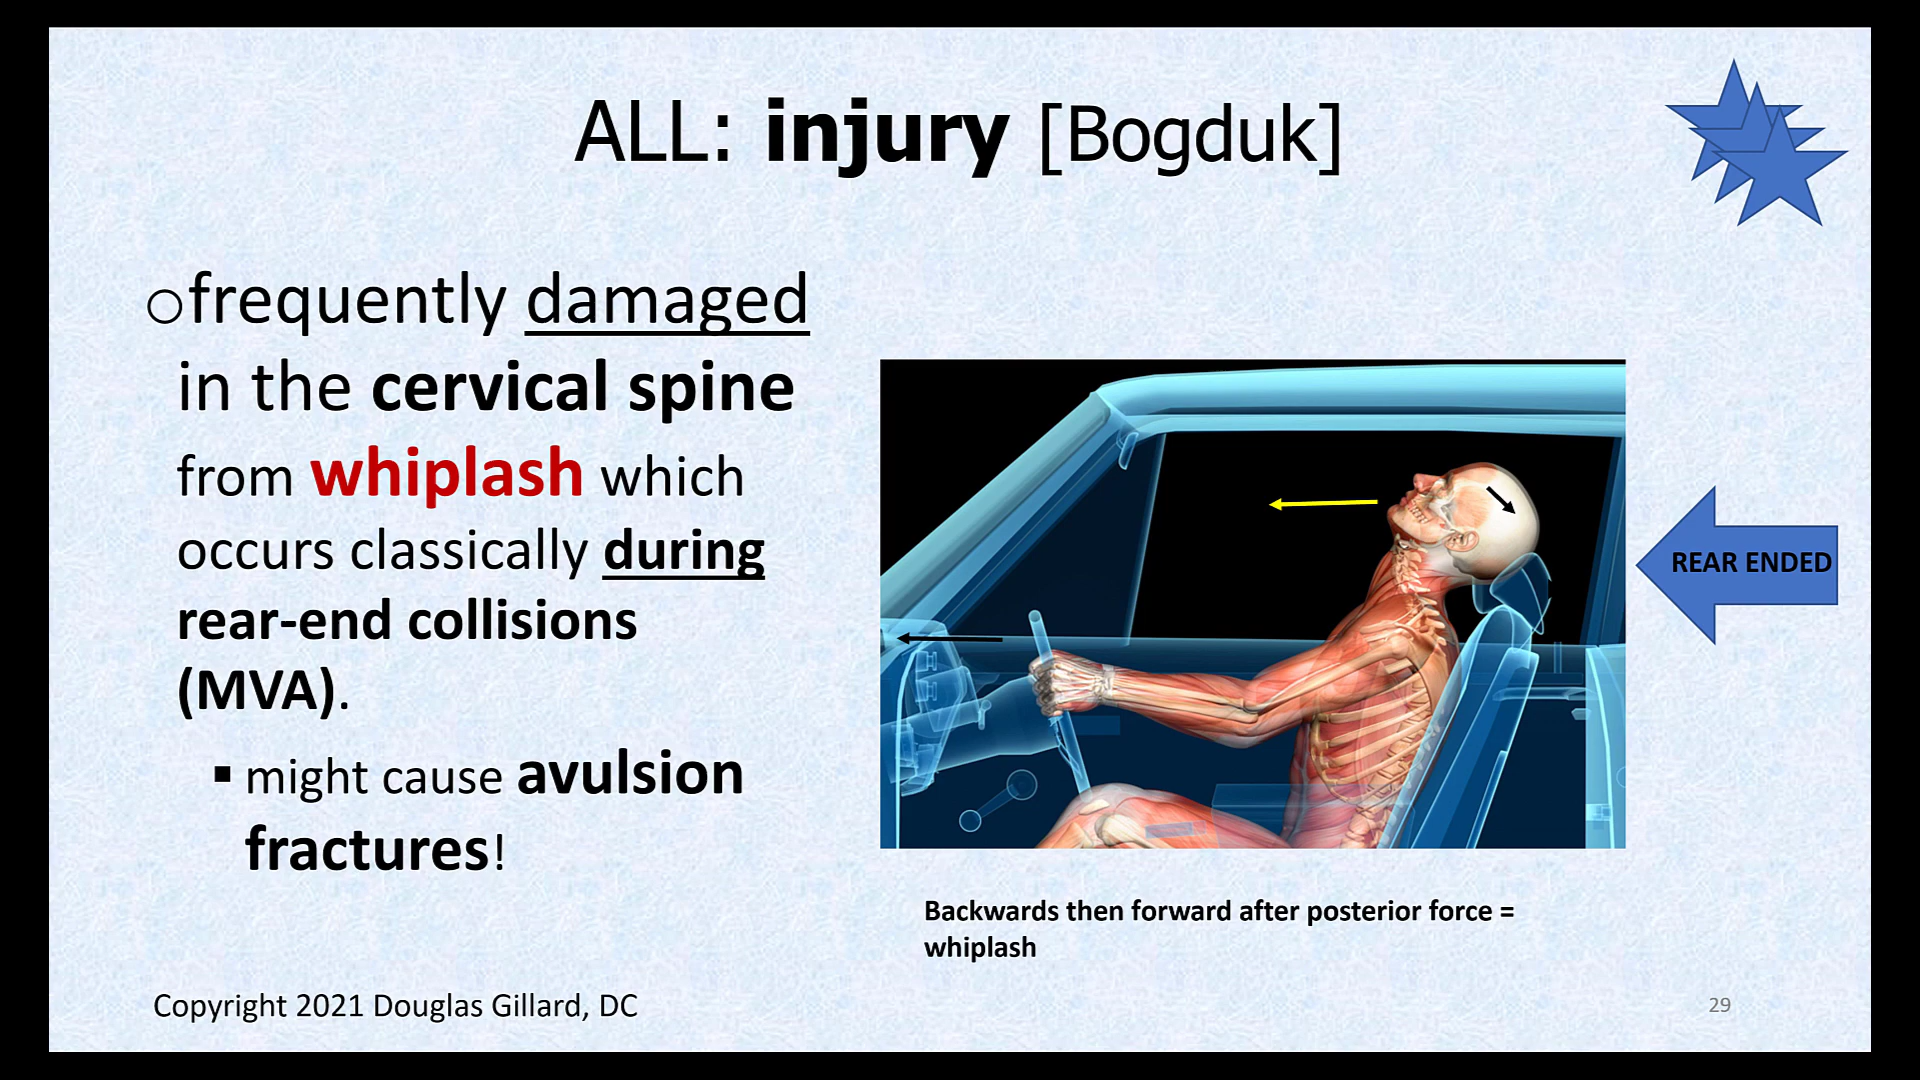 ALL: injury [Bogduk]
ofrequently damaged
in the cervical spine
from whiplash which
occurs classically during
rear-end collisions
(MVA).
▪ might cause avulsion
fractures!
REAR ENDED
Backwards then forward after posterior force =
whiplash
Copyright 2021 Douglas Gillard, DC
29